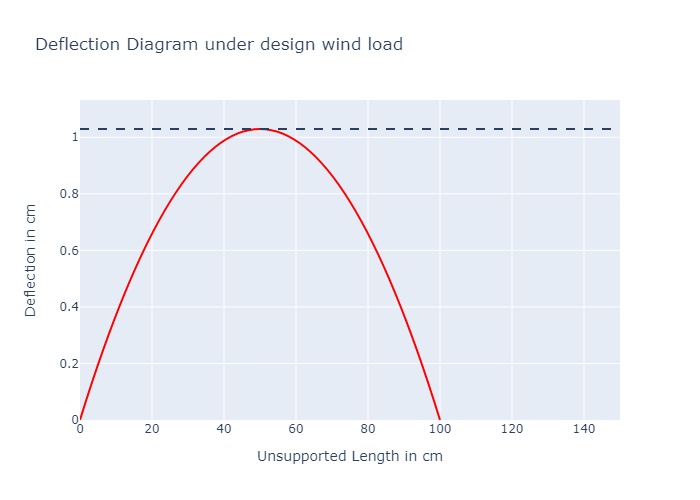 Deflection Diagram under design wind load
Deflection in cm
1
0.8
0.6
0.4
0.2
0
0 20 40 60 80 100 120 140
Unsupported Length in cm